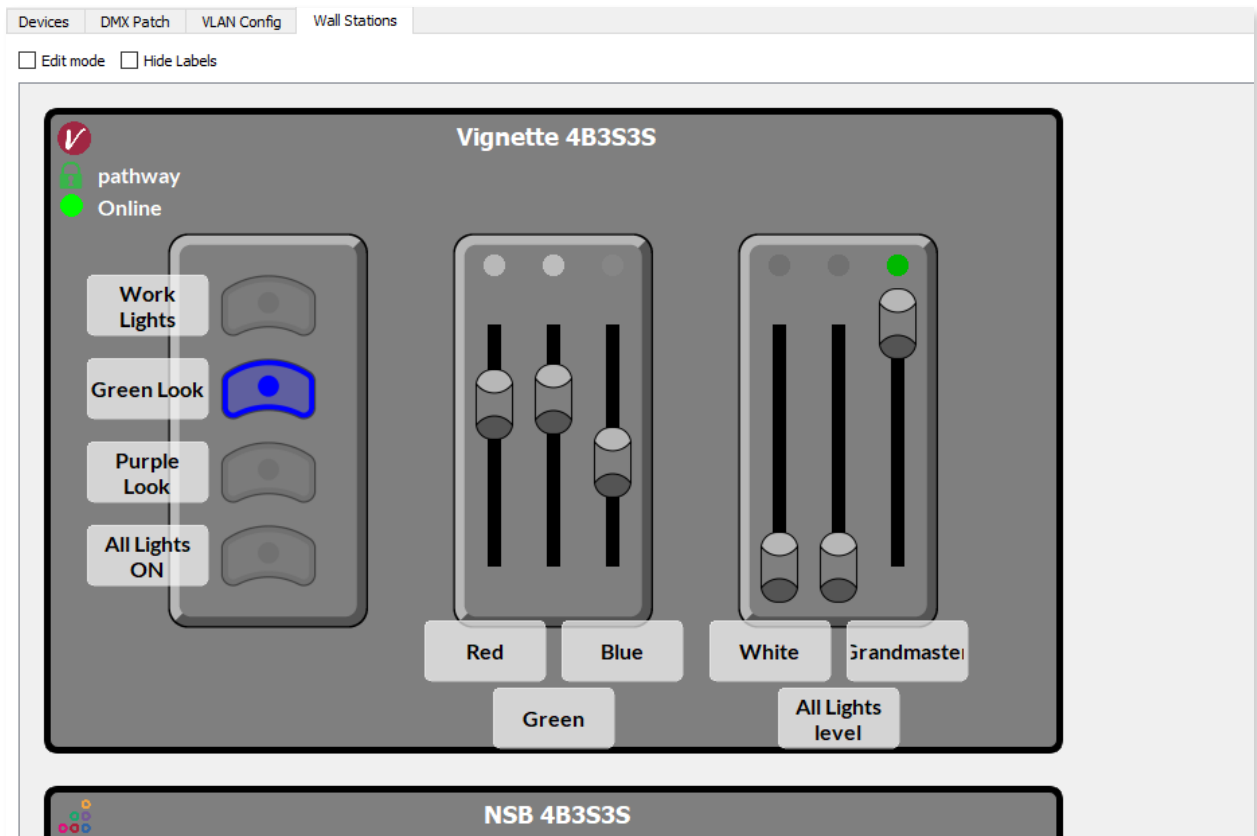 Devices DMX Patch VLAN Config Wall Stations
Edit mode Hide Labels
Vignette 4B3S3S
pathway
Online
Work
Lights
Green Look
Purple
Look
All Lights
ON
Red Blue White Grandmaster
Green
All Lights
level
NSB 4B3S3S